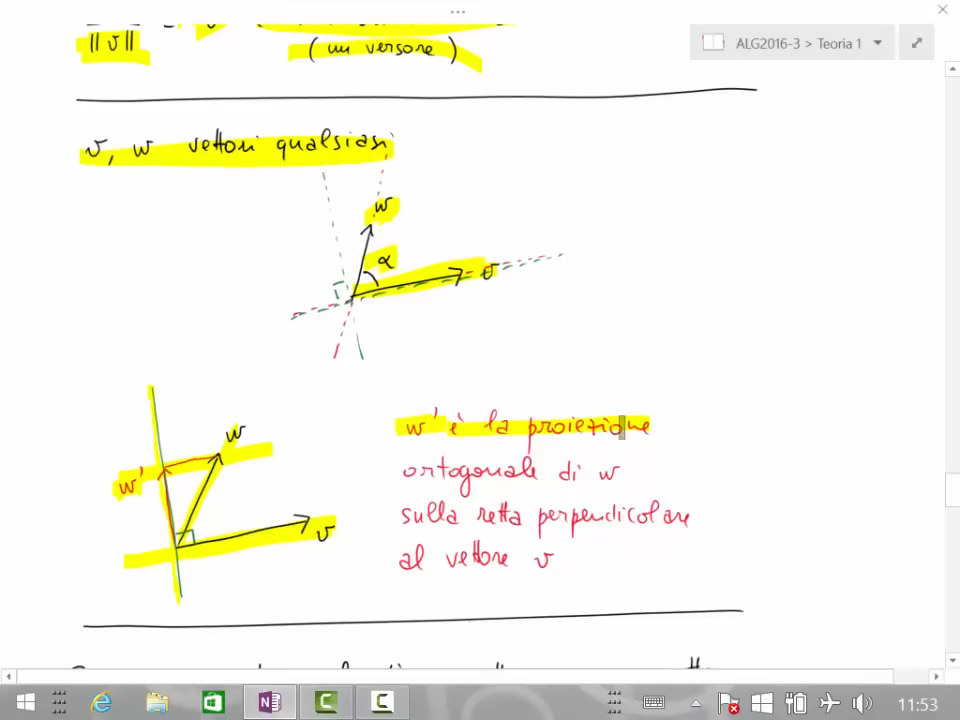 ALG2016-3 > Teoria 1
‖v‖
(un versore)
v, w vettori qualsiasi
w
α
v
w
w'
v
w' è la proiezione
ortogonale di w
sulla retta perpendicolare
al vettore v
11:53